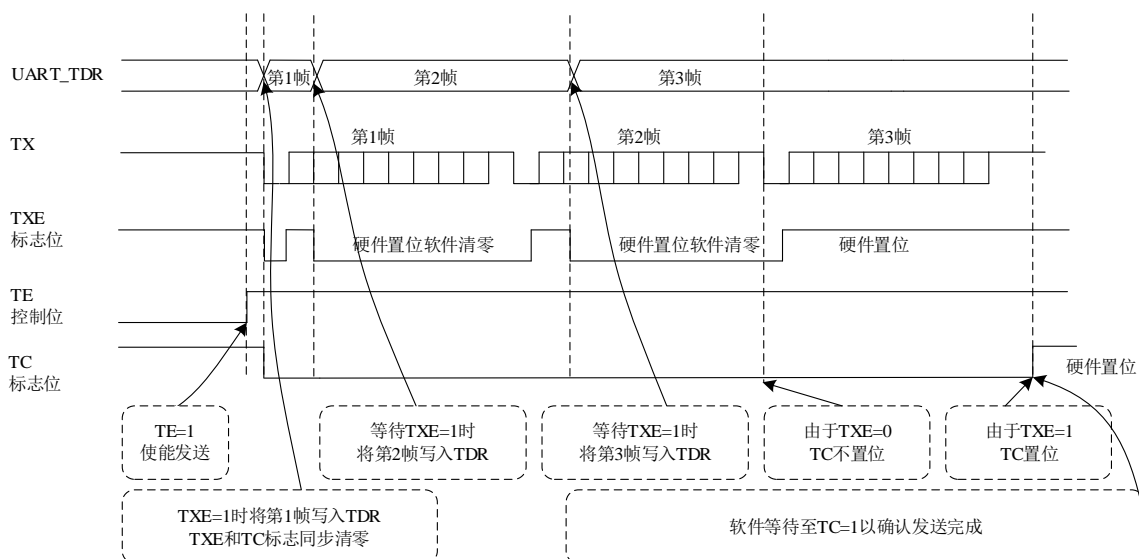 UART_TDR
第1帧
第2帧
第3帧
TX
第1帧
第2帧
第3帧
TXE
标志位
硬件置位软件清零
硬件置位软件清零
硬件置位
TE
控制位
TC
标志位
硬件置位
TE=1
使能发送
等待TXE=1时
将第2帧写入TDR
等待TXE=1时
将第3帧写入TDR
由于TXE=0
TC不置位
由于TXE=1
TC置位
TXE=1时将第1帧写入TDR
TXE和TC标志同步清零
软件等待至TC=1以确认发送完成